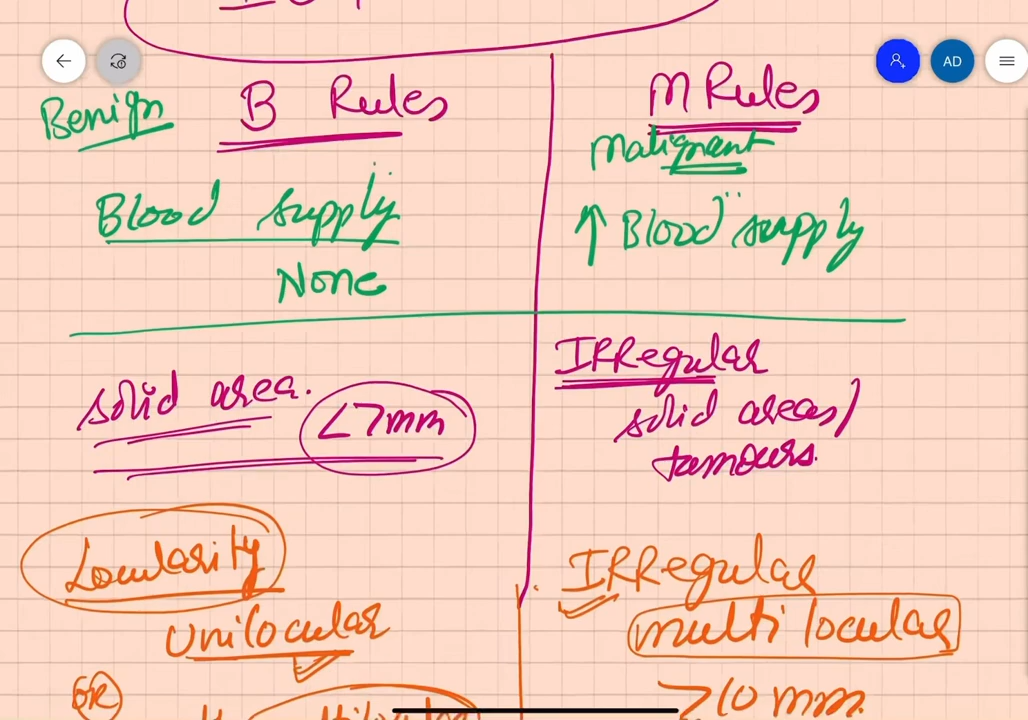 AD
Benign B Rules
M Rules
Malignant
Blood supply
None
↑ Blood supply
solid area.
<7mm
IRRegular
solid areas/
tumours.
Locularity
Unilocular
OR
IRRegular
multilocular
>10 mm